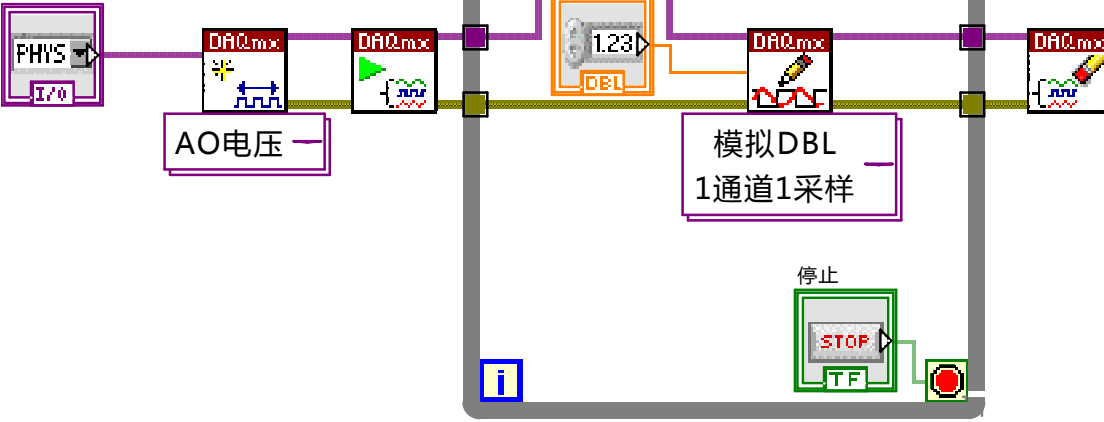 PHYS
I/O
DAQmx
DAQmx
1.23
DBL
DAQmx
DAQmx
AO电压
模拟DBL
1通道1采样
停止
STOP
TF
i